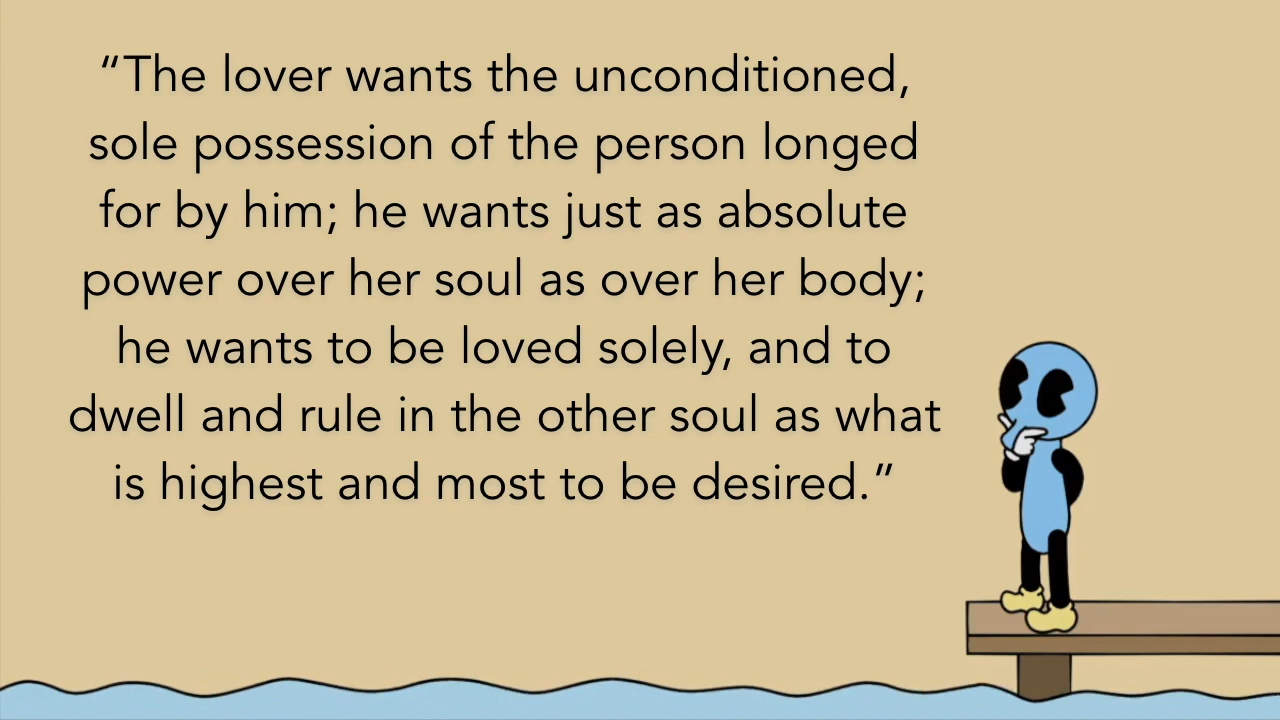 “The lover wants the unconditioned,
sole possession of the person longed
for by him; he wants just as absolute
power over her soul as over her body;
he wants to be loved solely, and to
dwell and rule in the other soul as what
is highest and most to be desired.”